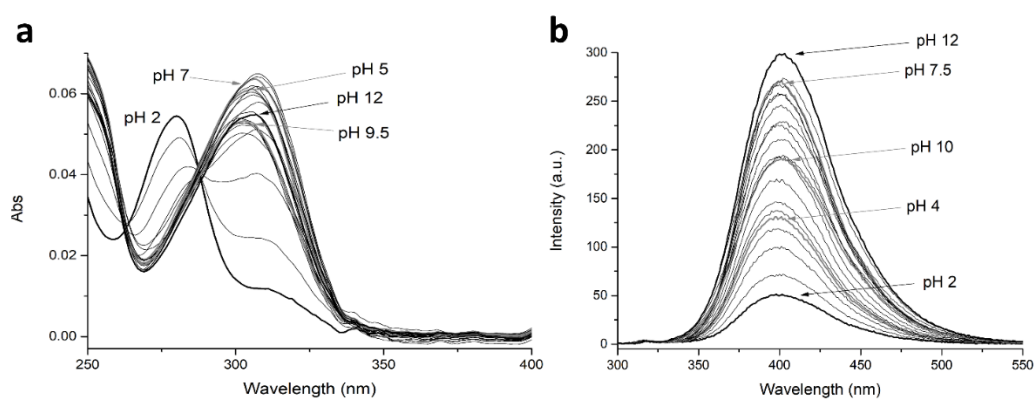 a
0.06
0.04
0.02
0.00
Abs
pH 7
pH 5
pH 2
pH 12
pH 9.5
250
300
350
400
Wavelength (nm)
b
300
250
200
150
100
50
0
Intensity (a.u.)
pH 12
pH 7.5
pH 10
pH 4
pH 2
300
350
400
450
500
550
Wavelength (nm)